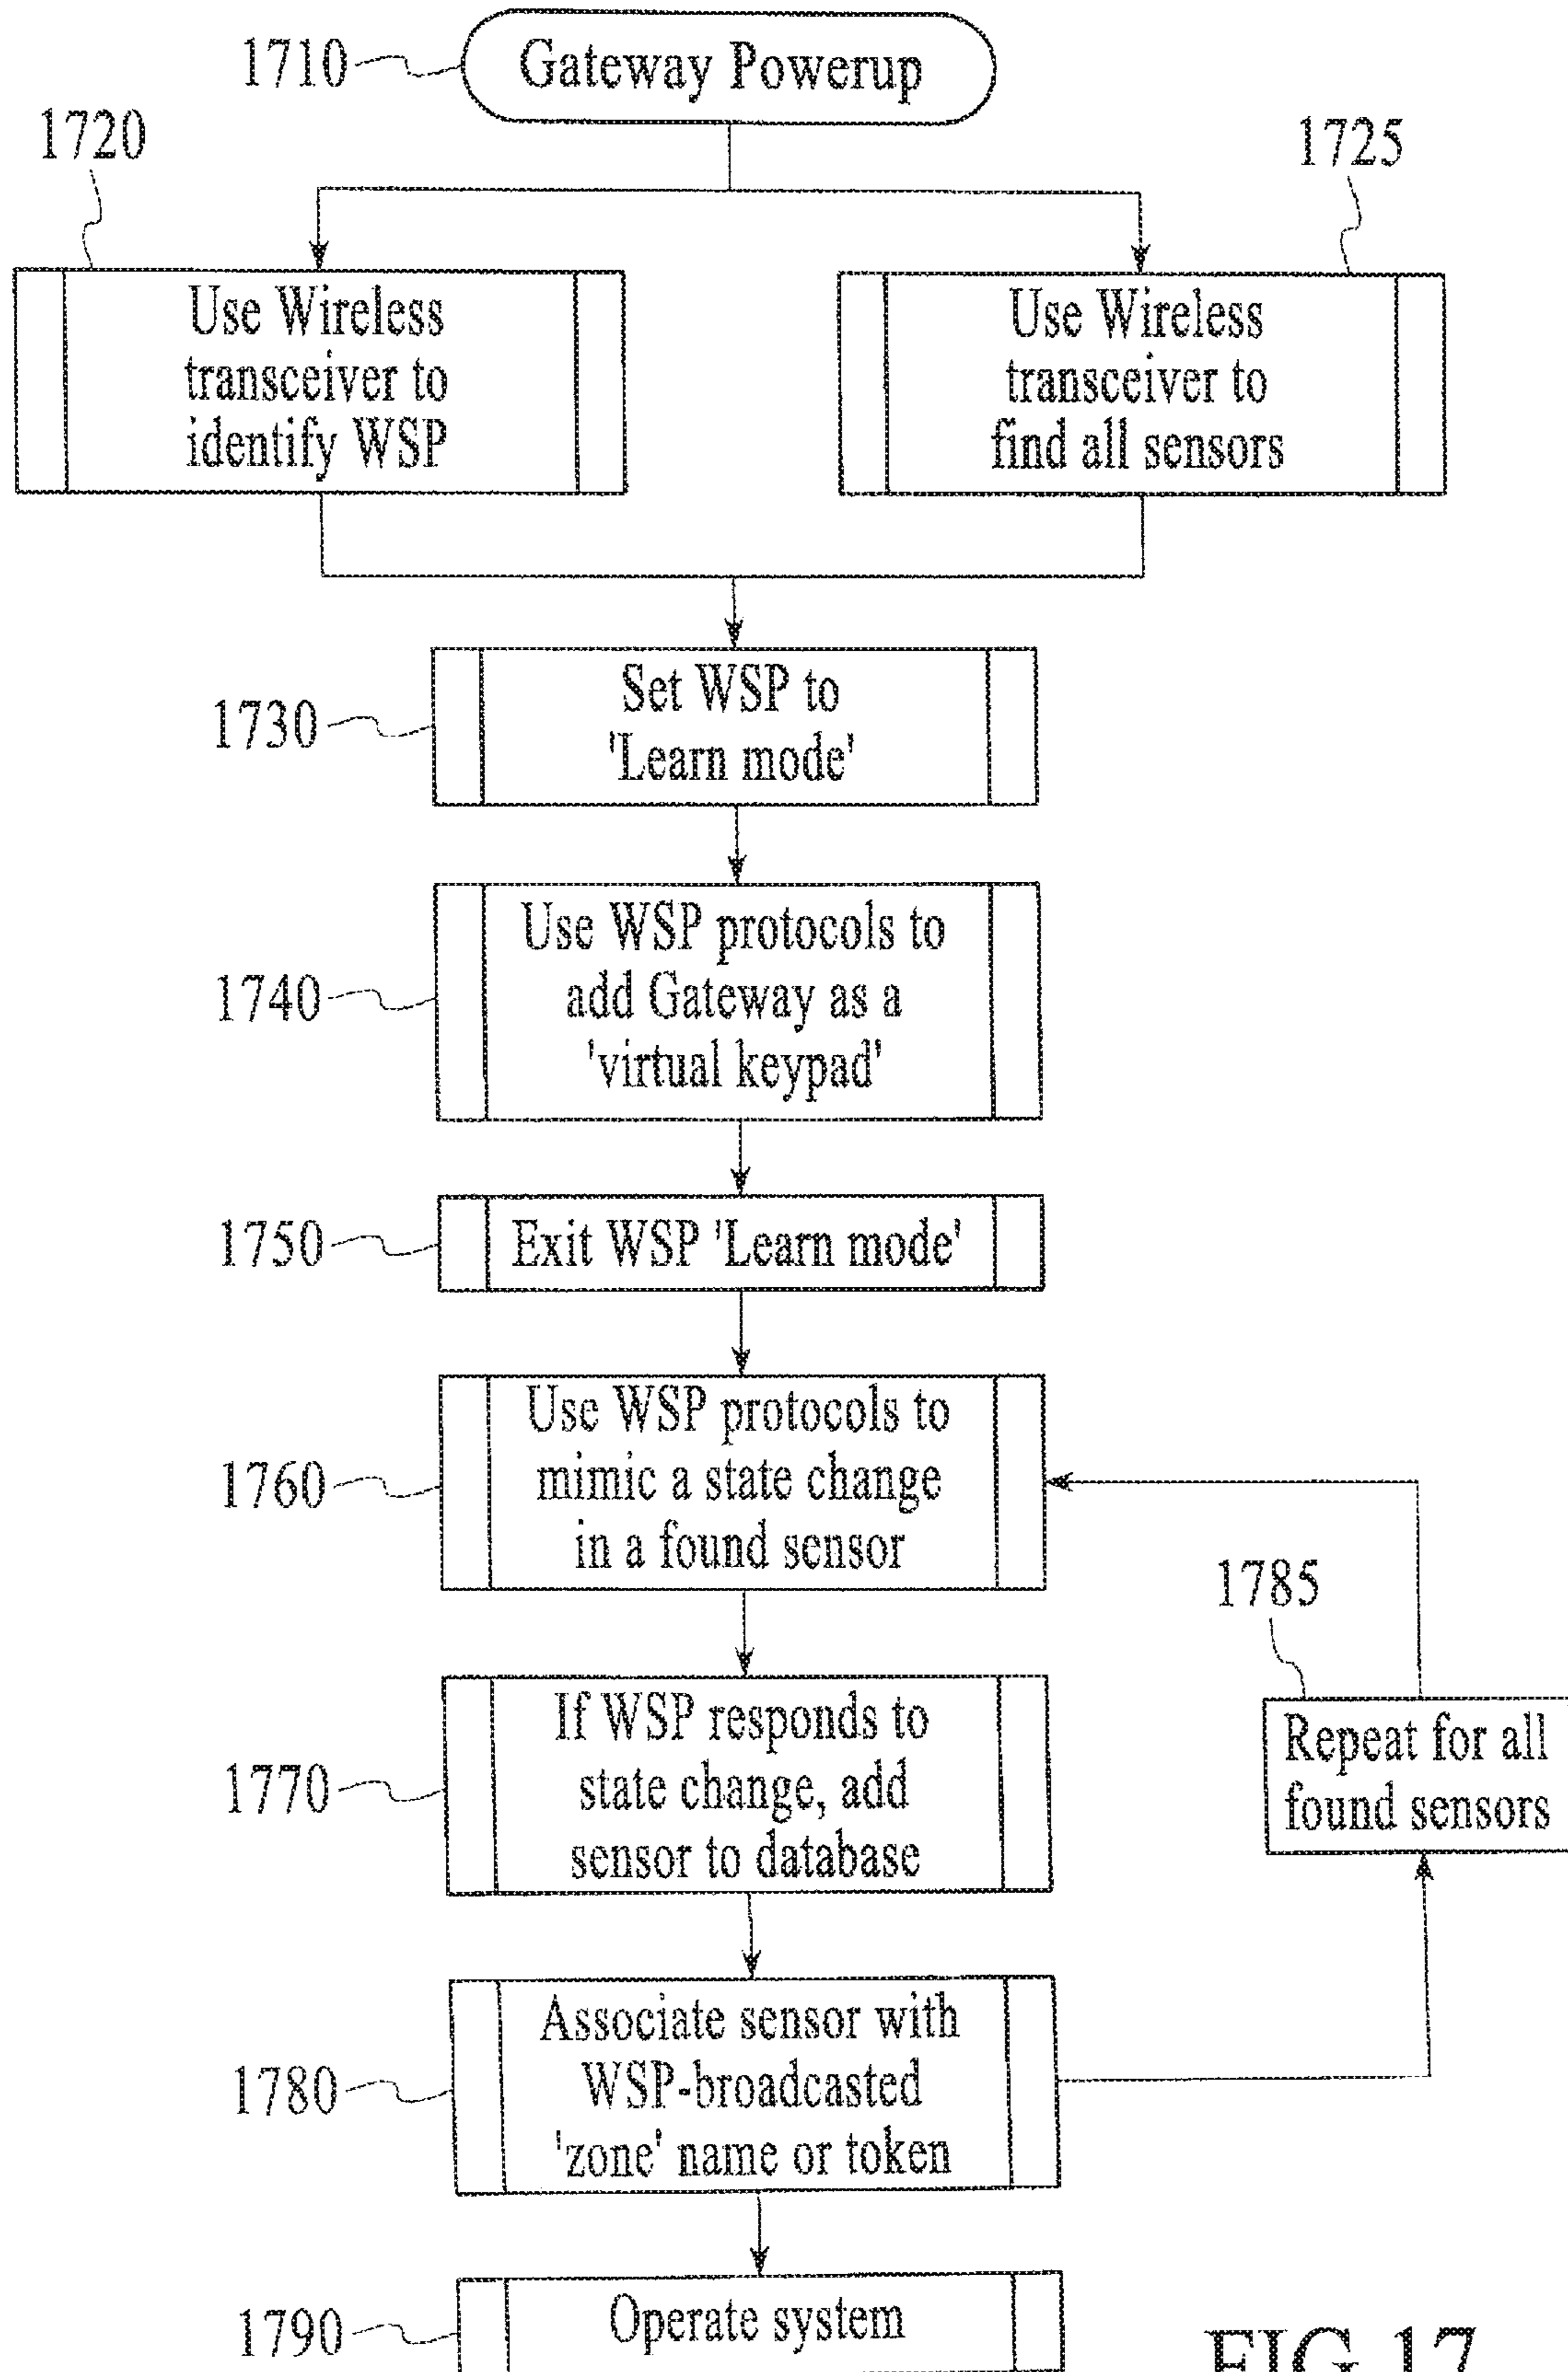 1710
Gateway Powerup
1720
1725
Use Wireless
transceiver to
identify WSP
Use Wireless
transceiver to
find all sensors
1730
Set WSP to
'Learn mode'
1740
Use WSP protocols to
add Gateway as a
'virtual keypad'
1750
Exit WSP 'Learn mode'
1760
Use WSP protocols to
mimic a state change
in a found sensor
1785
Repeat for all
found sensors
1770
If WSP responds to
state change, add
sensor to database
1780
Associate sensor with
WSP-broadcasted
'zone' name or token
1790
Operate system
FIG 17